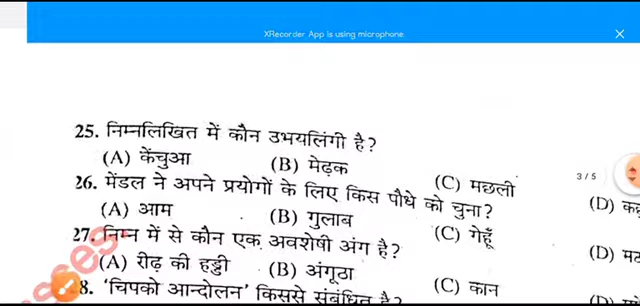 XRecorder App is using microphone.
25. निम्नलिखित में कौन उभयलिंगी है?
(A) केंचुआ (B) मेढ़क (C) मछली
3 / 5
26. मेंडल ने अपने प्रयोगों के लिए किस पौधे को चुना?
(A) आम (B) गुलाब (C) गेहूँ (D)
27. निम्न में से कौन एक अवशेषी अंग है?
(A) रीढ़ की हड्डी (B) अंगूठा (C) कान (D)
8. 'चिपको आन्दोलन' किससे संबंधित है?